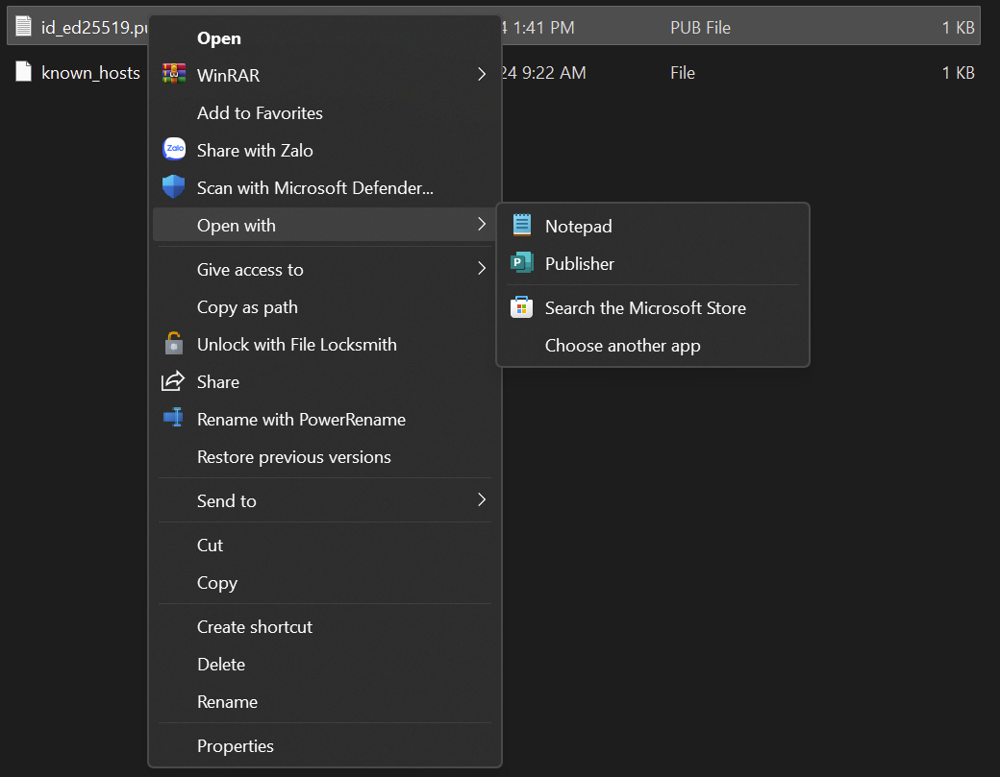 id_ed25519.pu 4 1:41 PM PUB File 1 KB
known_hosts 24 9:22 AM File 1 KB
Open
WinRAR
Add to Favorites
Zalo
Share with Zalo
Scan with Microsoft Defender...
Open with
Give access to
Copy as path
Unlock with File Locksmith
Share
Rename with PowerRename
Restore previous versions
Send to
Cut
Copy
Create shortcut
Delete
Rename
Properties
Notepad
P
Publisher
Search the Microsoft Store
Choose another app